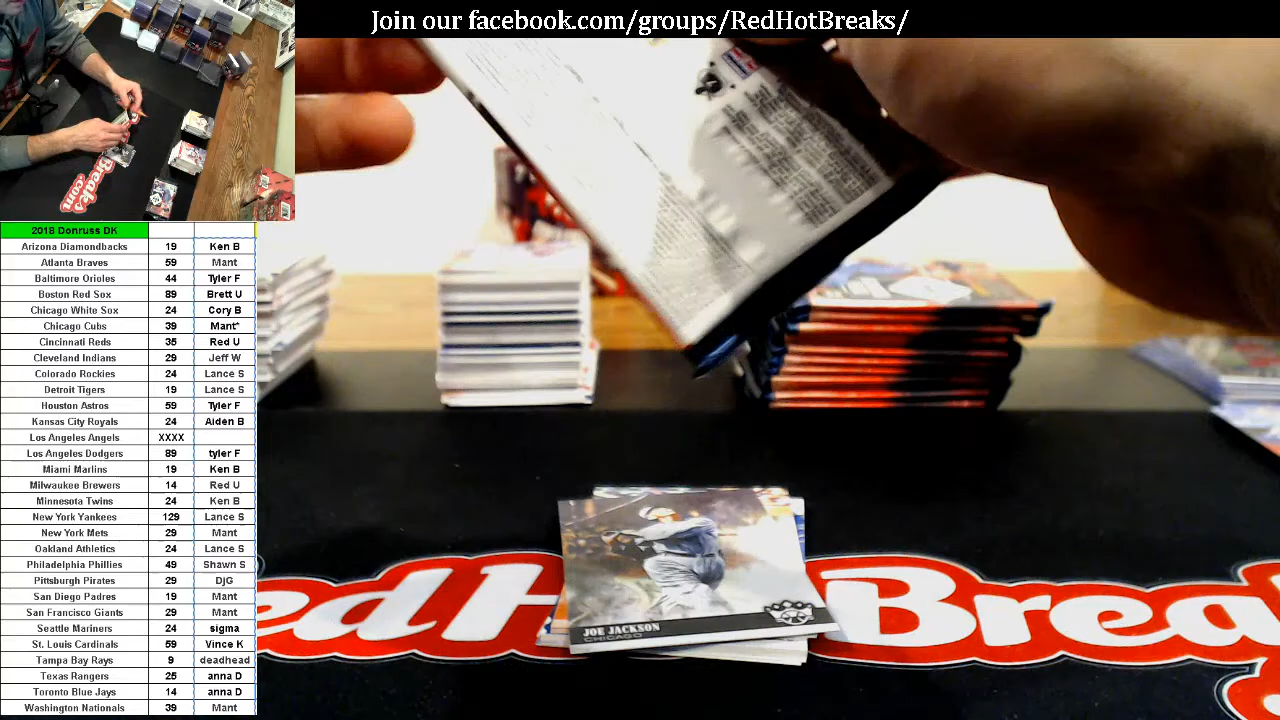 Join our facebook.com/groups/RedHotBreaks/
2018 Donruss DK
Arizona Diamondbacks 19 Ken B
Atlanta Braves 59 Mant
Baltimore Orioles 44 Tyler F
Boston Red Sox 89 Brett U
Chicago White Sox 24 Cory B
Chicago Cubs 39 Mant*
Cincinnati Reds 35 Red U
Cleveland Indians 29 Jeff W
Colorado Rockies 24 Lance S
Detroit Tigers 19 Lance S
Houston Astros 59 Tyler F
Kansas City Royals 24 Aiden B
Los Angeles Angels XXXX
Los Angeles Dodgers 89 tyler F
Miami Marlins 19 Ken B
Milwaukee Brewers 14 Red U
Minnesota Twins 24 Ken B
New York Yankees 129 Lance S
New York Mets 29 Mant
Oakland Athletics 24 Lance S
Philadelphia Phillies 49 Shawn S
Pittsburgh Pirates 29 DjG
San Diego Padres 19 Mant
San Francisco Giants 29 Mant
Seattle Mariners 24 sigma
St. Louis Cardinals 59 Vince K
Tampa Bay Rays 9 deadhead
Texas Rangers 25 anna D
Toronto Blue Jays 14 anna D
Washington Nationals 39 Mant
Breaks
.com
JOE JACKSON
CHICAGO
ed H Brea